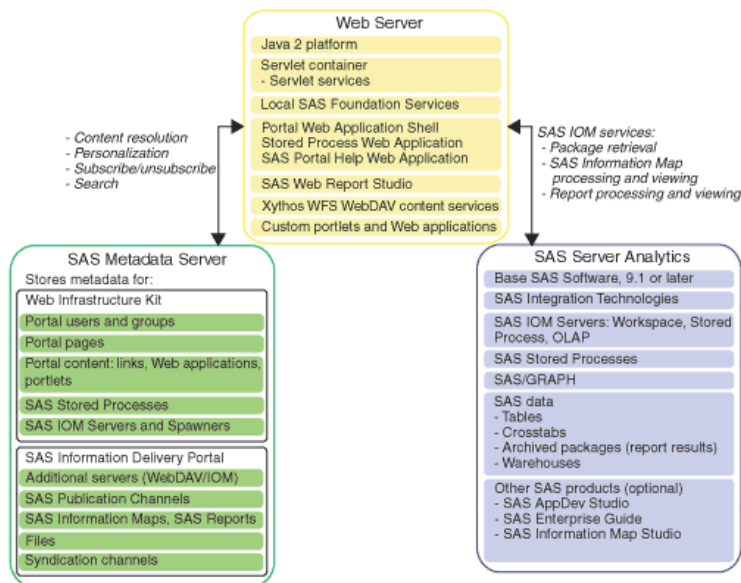 Web Server
Java 2 platform
Servlet container
- Servlet services
Local SAS Foundation Services
Portal Web Application Shell
Stored Process Web Application
SAS Portal Help Web Application
SAS Web Report Studio
Xythos WFS WebDAV content services
Custom portlets and Web applications
- Content resolution
- Personalization
- Subscribe/unsubscribe
- Search
SAS IOM services:
- Package retrieval
- SAS Information Map
processing and viewing
- Report processing and viewing
SAS Metadata Server
Stores metadata for:
Web Infrastructure Kit
Portal users and groups
Portal pages
Portal content: links, Web applications,
portlets
SAS Stored Processes
SAS IOM Servers and Spawners
SAS Information Delivery Portal
Additional servers (WebDAV/IOM)
SAS Publication Channels
SAS Information Maps, SAS Reports
Files
Syndication channels
SAS Server Analytics
Base SAS Software, 9.1 or later
SAS Integration Technologies
SAS IOM Servers: Workspace, Stored
Process, OLAP
SAS Stored Processes
SAS/GRAPH
SAS data
- Tables
- Crosstabs
- Archived packages (report results)
- Warehouses
Other SAS products (optional)
- SAS AppDev Studio
- SAS Enterprise Guide
- SAS Information Map Studio